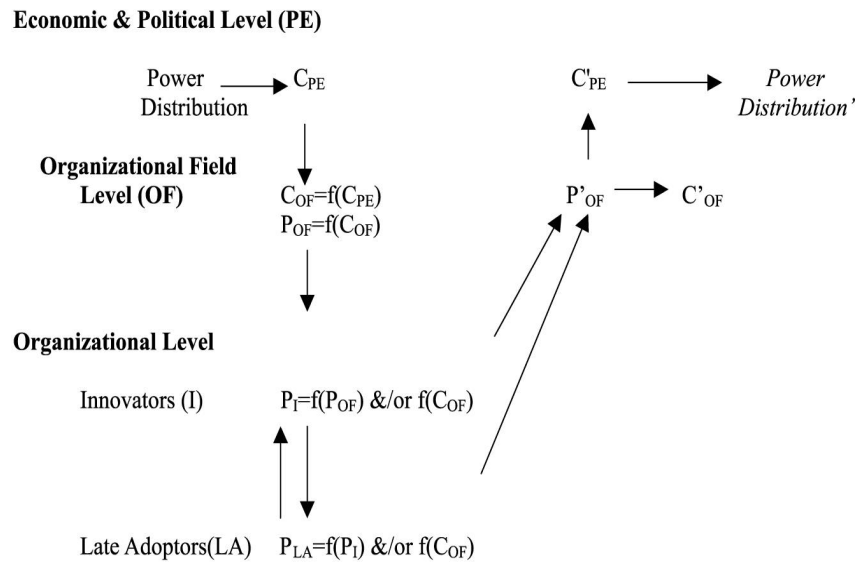 Economic & Political Level (PE)
Power C_PE C'_PE Power
Distribution Distribution'
Organizational Field
Level (OF) C_OF=f(C_PE) P'_OF C'_OF
P_OF=f(C_OF)
Organizational Level
Innovators (I) P_I=f(P_OF) &/or f(C_OF)
Late Adoptors(LA) P_LA=f(P_I) &/or f(C_OF)